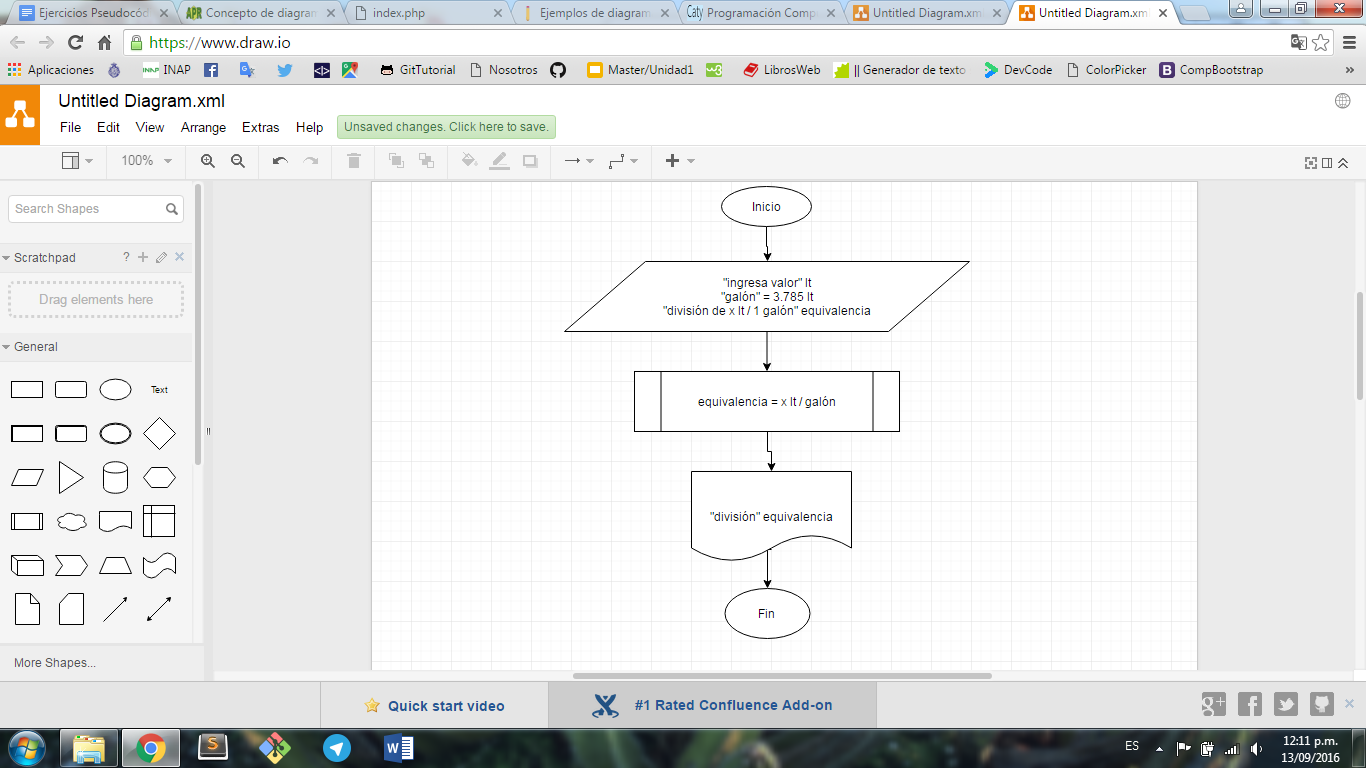 Ejercicios Pseudocód
Concepto de diagram
index.php
Ejemplos de diagram
Caty Programación Comp
Untitled Diagram.xm
Untitled Diagram.xm
https://www.draw.io
Aplicaciones
INAP INAP
GitTutorial
Nosotros
Master/Unidad1
LibrosWeb
|| Generador de texto
DevCode
ColorPicker
B CompBootstrap
»
Untitled Diagram.xml
File Edit View Arrange Extras Help
Unsaved changes. Click here to save.
100%
Search Shapes
Scratchpad
?
Drag elements here
General
Text
More Shapes...
Inicio
"ingresa valor" lt
"galón" = 3.785 lt
"división de x lt / 1 galón" equivalencia
equivalencia = x lt / galón
"división" equivalencia
Fin
Quick start video
#1 Rated Confluence Add-on
ES
12:11 p.m.
13/09/2016